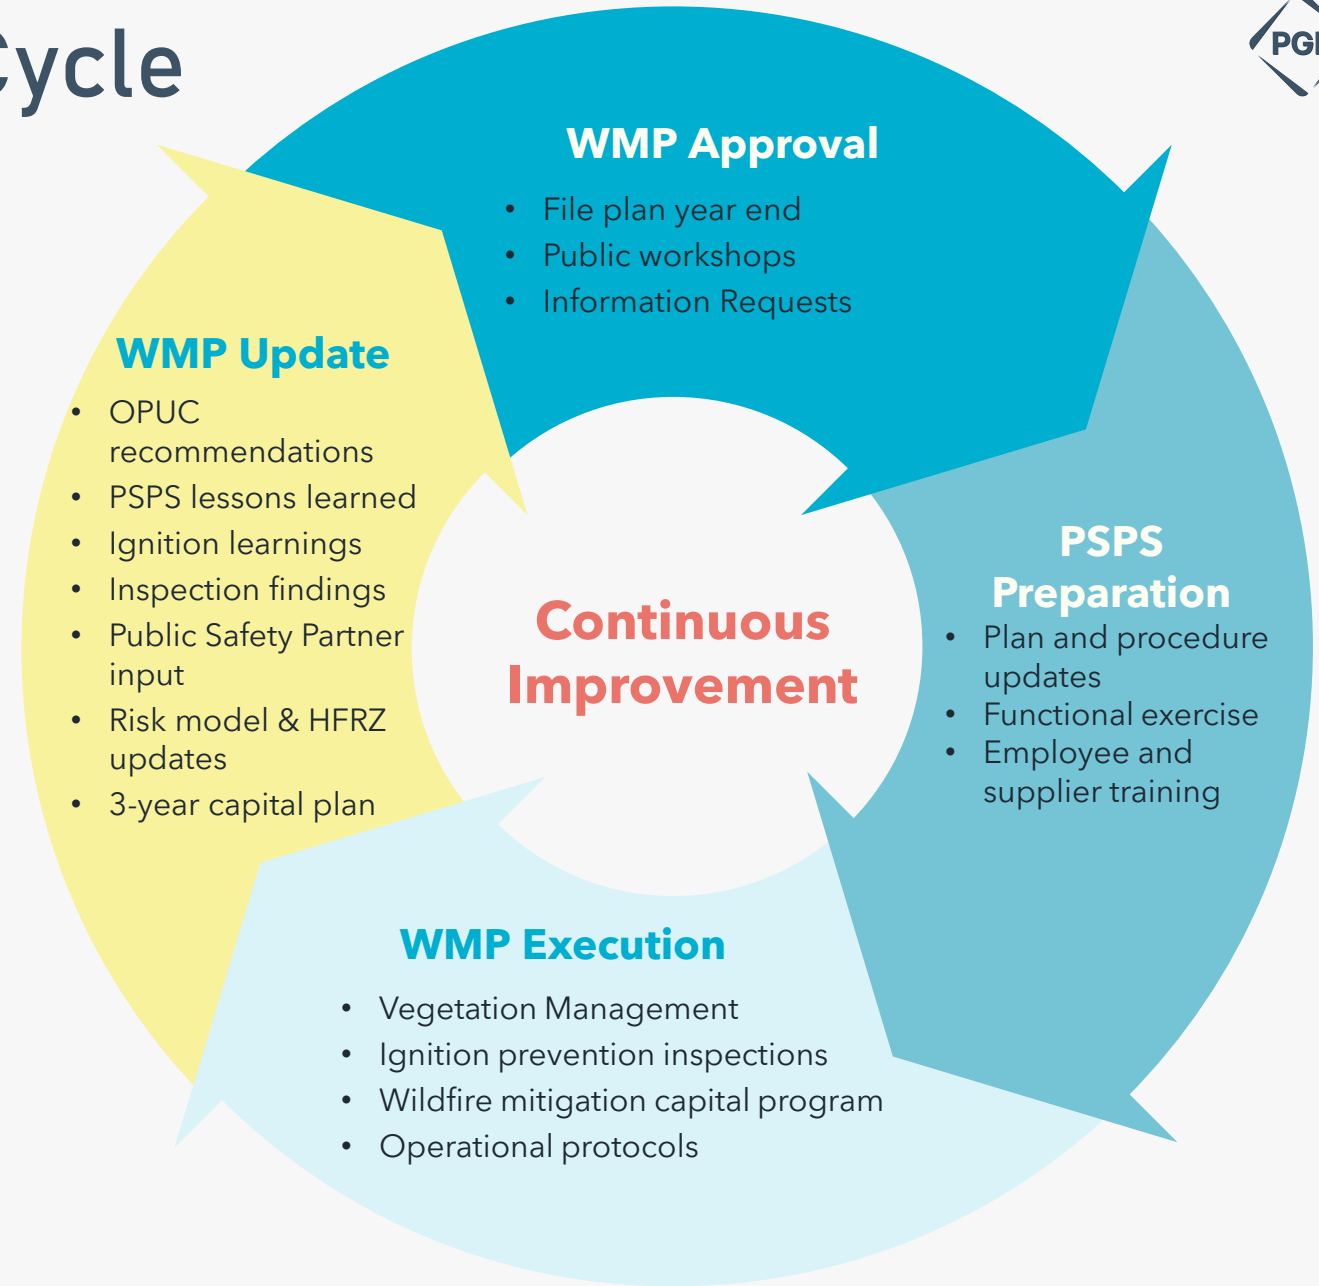 Cycle
WMP Approval
• File plan year end
• Public workshops
• Information Requests
WMP Update
• OPUC
recommendations
• PSPS lessons learned
• Ignition learnings
• Inspection findings
• Public Safety Partner
input
• Risk model & HFRZ
updates
• 3-year capital plan
Continuous
Improvement
PSPS
Preparation
• Plan and procedure
updates
• Functional exercise
• Employee and
supplier training
WMP Execution
• Vegetation Management
• Ignition prevention inspections
• Wildfire mitigation capital program
• Operational protocols